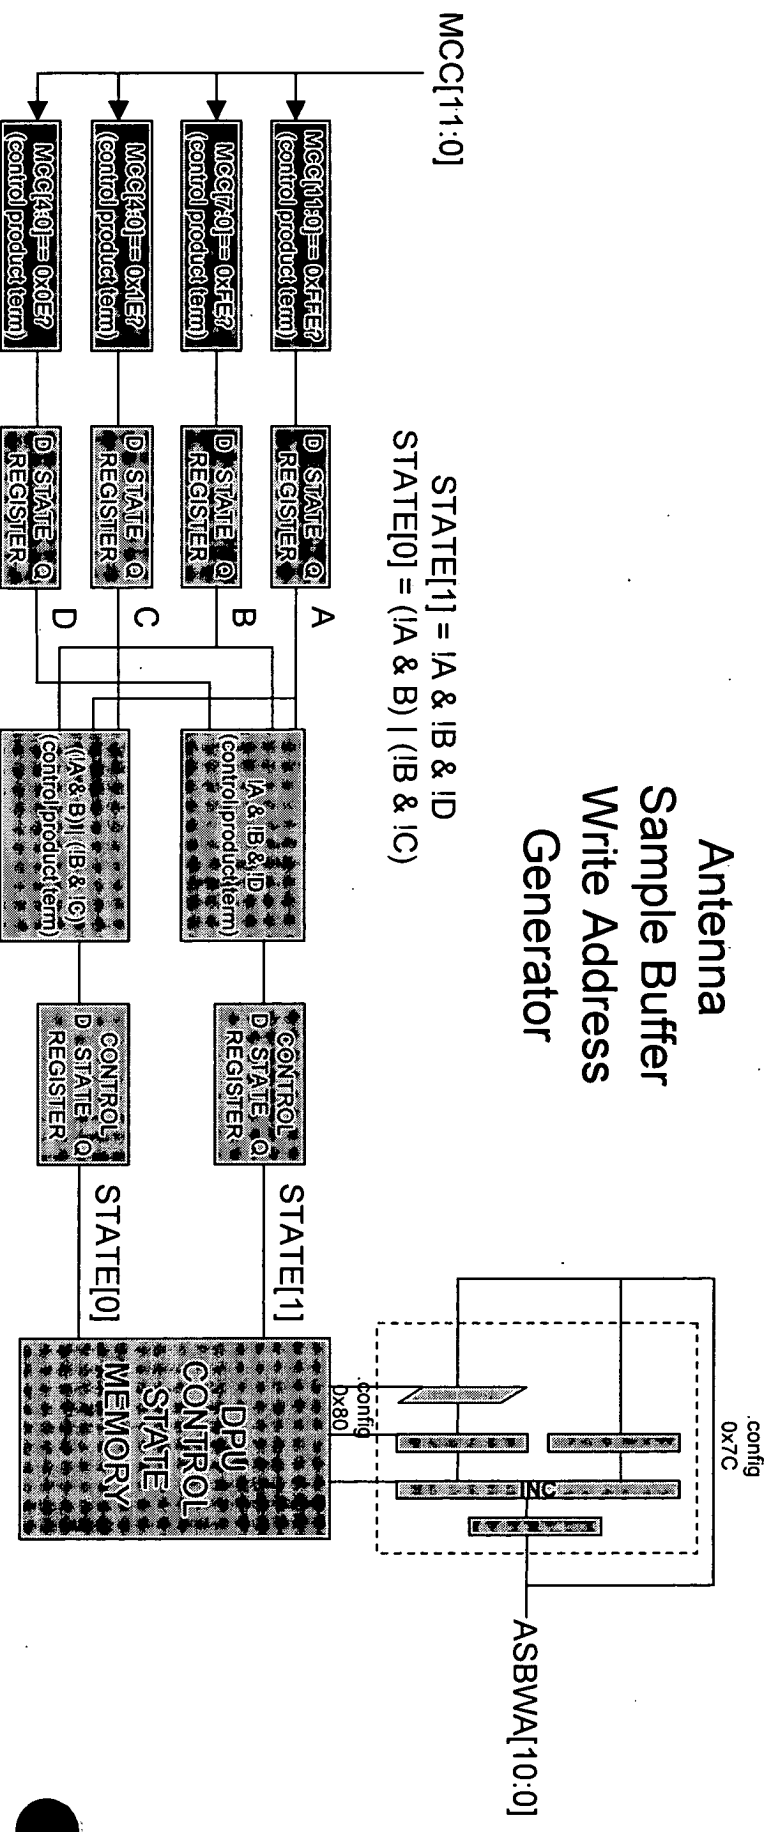 Antenna
Sample Buffer
Write Address
Generator
.config
0x7C
STATE[1] = !A & !B & !D
STATE[0] = (!A & B) | (!B & !C)
MCC[11:0]
.config
0x80
INC
ASBWA[10:0]
MCC[11:0]== 0xFFE?
(control product term)
D STATE Q
REGISTER
A
MCC[7:0]== 0xFE?
(control product term)
D STATE Q
REGISTER
B
!A & !B & !D
(control product term)
CONTROL
D STATE Q
REGISTER
STATE[1]
MCC[4:0]== 0x1E?
(control product term)
D STATE Q
REGISTER
C
MCC[4:0]== 0x0E?
(control product term)
D STATE Q
REGISTER
D
(!A & B) | (!B & !C)
(control product term)
CONTROL
D STATE Q
REGISTER
STATE[0]
DPU
CONTROL
STATE
MEMORY